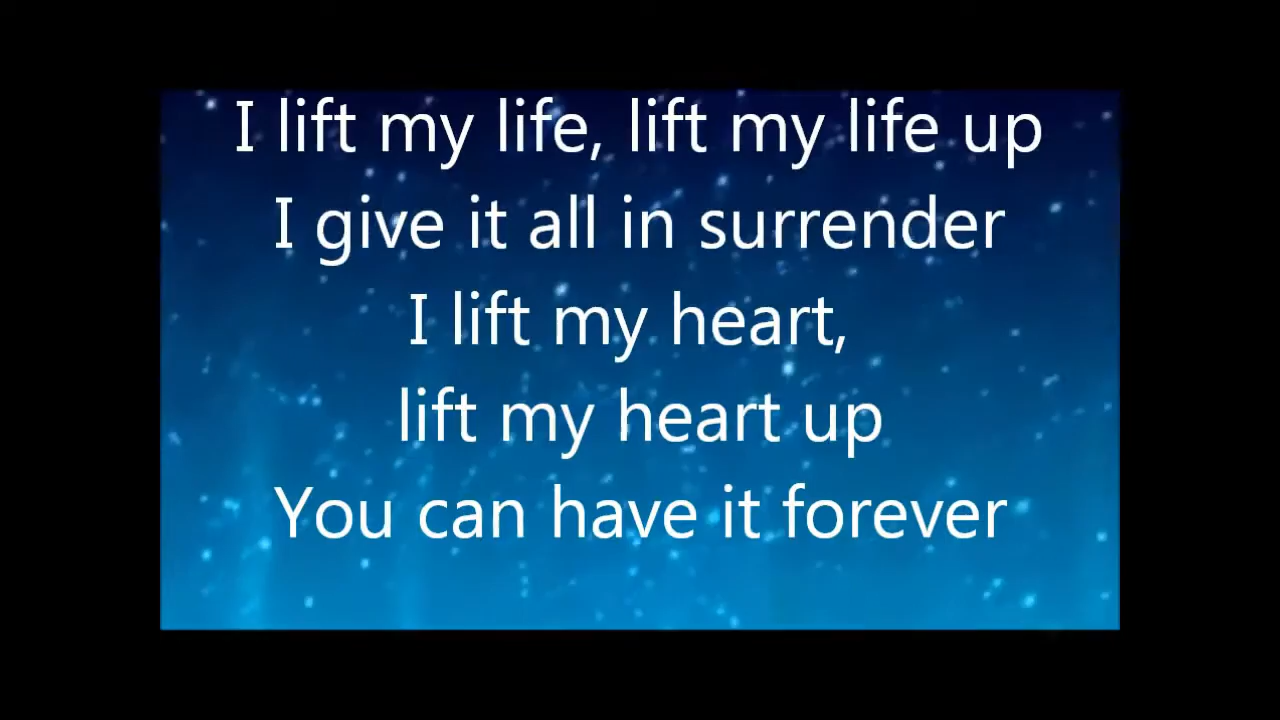 I lift my life, lift my life up
I give it all in surrender
I lift my heart,
lift my heart up
You can have it forever